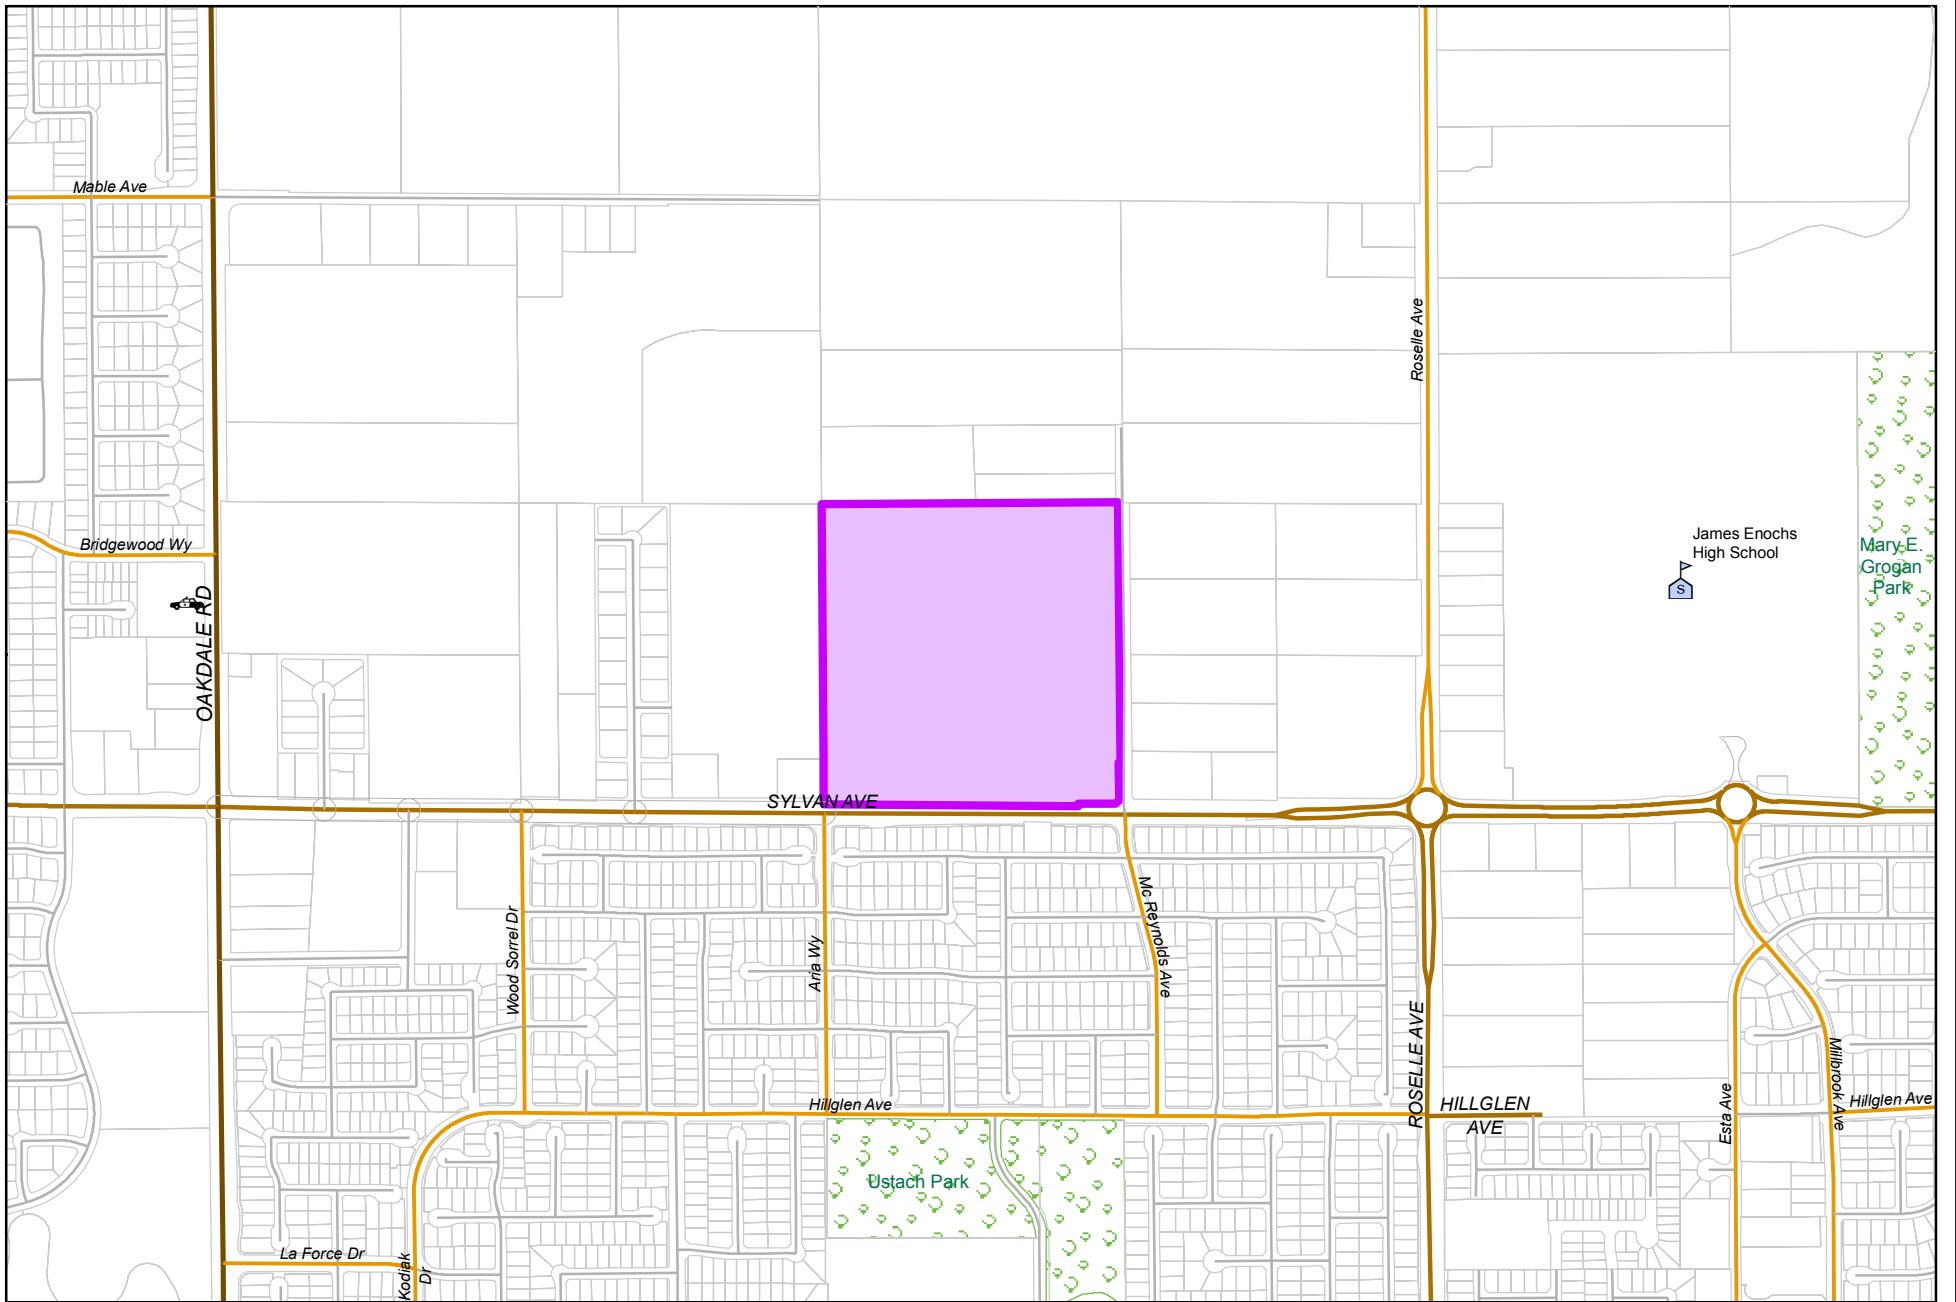 Mable Ave
Roselle Ave
Bridgewood Wy
James Enochs
High School
S
Mary E.
Grogan
Park
OAKDALE RD
SYLVAN AVE
Wood Sorrel Dr
Aria Wy
Mc Reynolds Ave
ROSELLE AVE
Hillglen Ave
HILLGLEN
AVE
Esta Ave
Millbrook Ave
Hillglen Ave
Ustach Park
La Force Dr
Kodiak
Dr